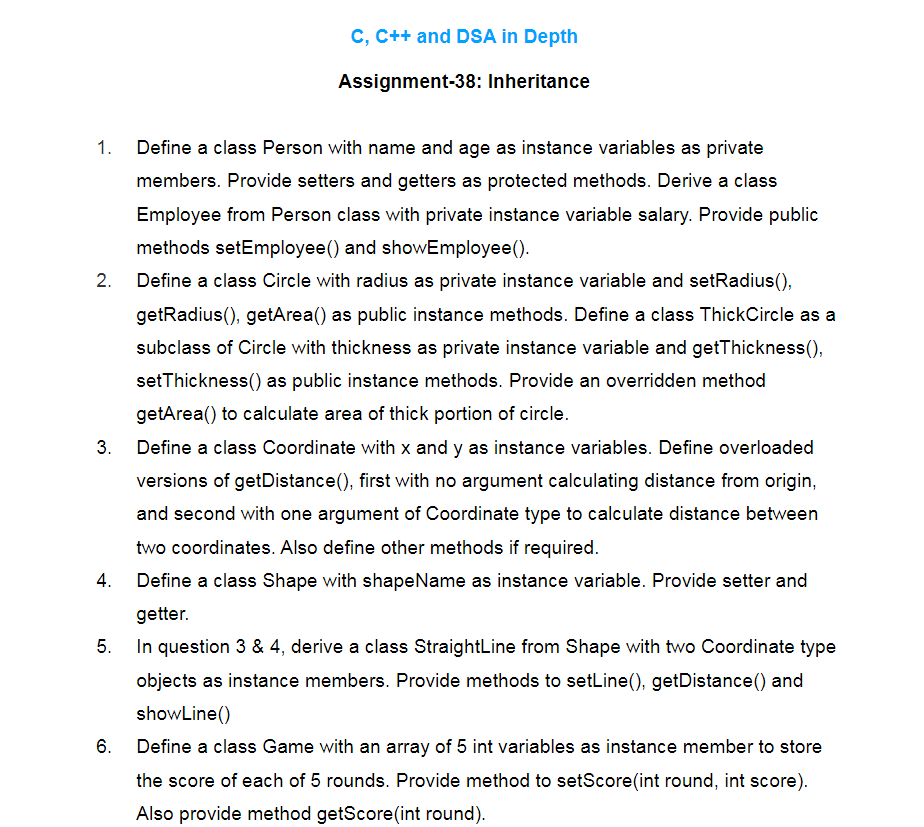 C, C++ and DSA in Depth
Assignment-38: Inheritance
1. Define a class Person with name and age as instance variables as private
members. Provide setters and getters as protected methods. Derive a class
Employee from Person class with private instance variable salary. Provide public
methods setEmployee() and showEmployee().
2. Define a class Circle with radius as private instance variable and setRadius(),
getRadius(), getArea() as public instance methods. Define a class ThickCircle as a
subclass of Circle with thickness as private instance variable and getThickness(),
setThickness() as public instance methods. Provide an overridden method
getArea() to calculate area of thick portion of circle.
3. Define a class Coordinate with x and y as instance variables. Define overloaded
versions of getDistance(), first with no argument calculating distance from origin,
and second with one argument of Coordinate type to calculate distance between
two coordinates. Also define other methods if required.
4. Define a class Shape with shapeName as instance variable. Provide setter and
getter.
5. In question 3 & 4, derive a class StraightLine from Shape with two Coordinate type
objects as instance members. Provide methods to setLine(), getDistance() and
showLine()
6. Define a class Game with an array of 5 int variables as instance member to store
the score of each of 5 rounds. Provide method to setScore(int round, int score).
Also provide method getScore(int round).